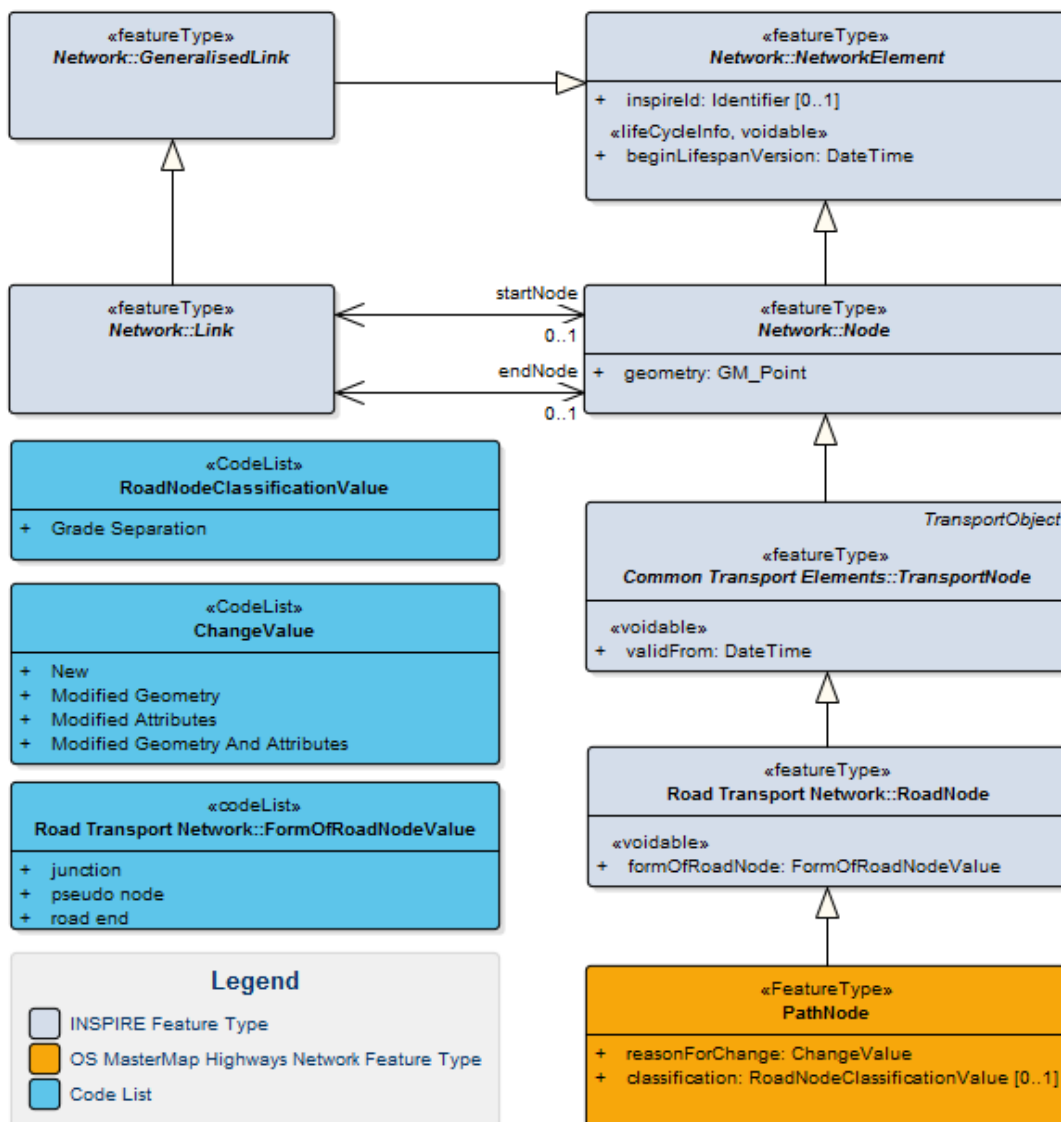 «featureType»
Network::GeneralisedLink
«featureType»
Network::NetworkElement
+ inspireId: Identifier [0..1]
«lifeCycleInfo, voidable»
+ beginLifespanVersion: DateTime
«featureType»
Network::Link
startNode
0..1
endNode
0..1
«featureType»
Network::Node
+ geometry: GM_Point
«CodeList»
RoadNodeClassificationValue
+ Grade Separation
«CodeList»
ChangeValue
+ New
+ Modified Geometry
+ Modified Attributes
+ Modified Geometry And Attributes
«codeList»
Road Transport Network::FormOfRoadNodeValue
+ junction
+ pseudo node
+ road end
TransportObject
«featureType»
Common Transport Elements::TransportNode
«voidable»
+ validFrom: DateTime
«featureType»
Road Transport Network::RoadNode
«voidable»
+ formOfRoadNode: FormOfRoadNodeValue
«FeatureType»
PathNode
+ reasonForChange: ChangeValue
+ classification: RoadNodeClassificationValue [0..1]
Legend
INSPIRE Feature Type
OS MasterMap Highways Network Feature Type
Code List